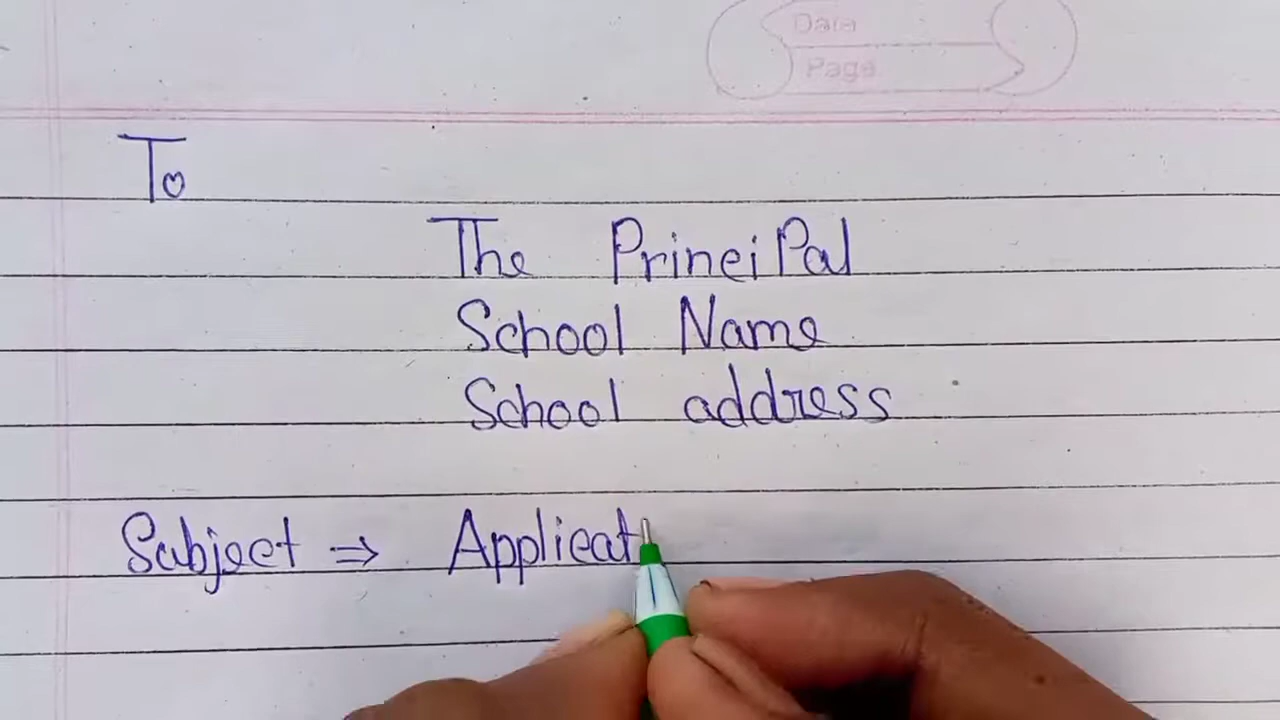 Date
Page
To
The PrinciPal
School Name
School address
Subject ⇒ Applicat